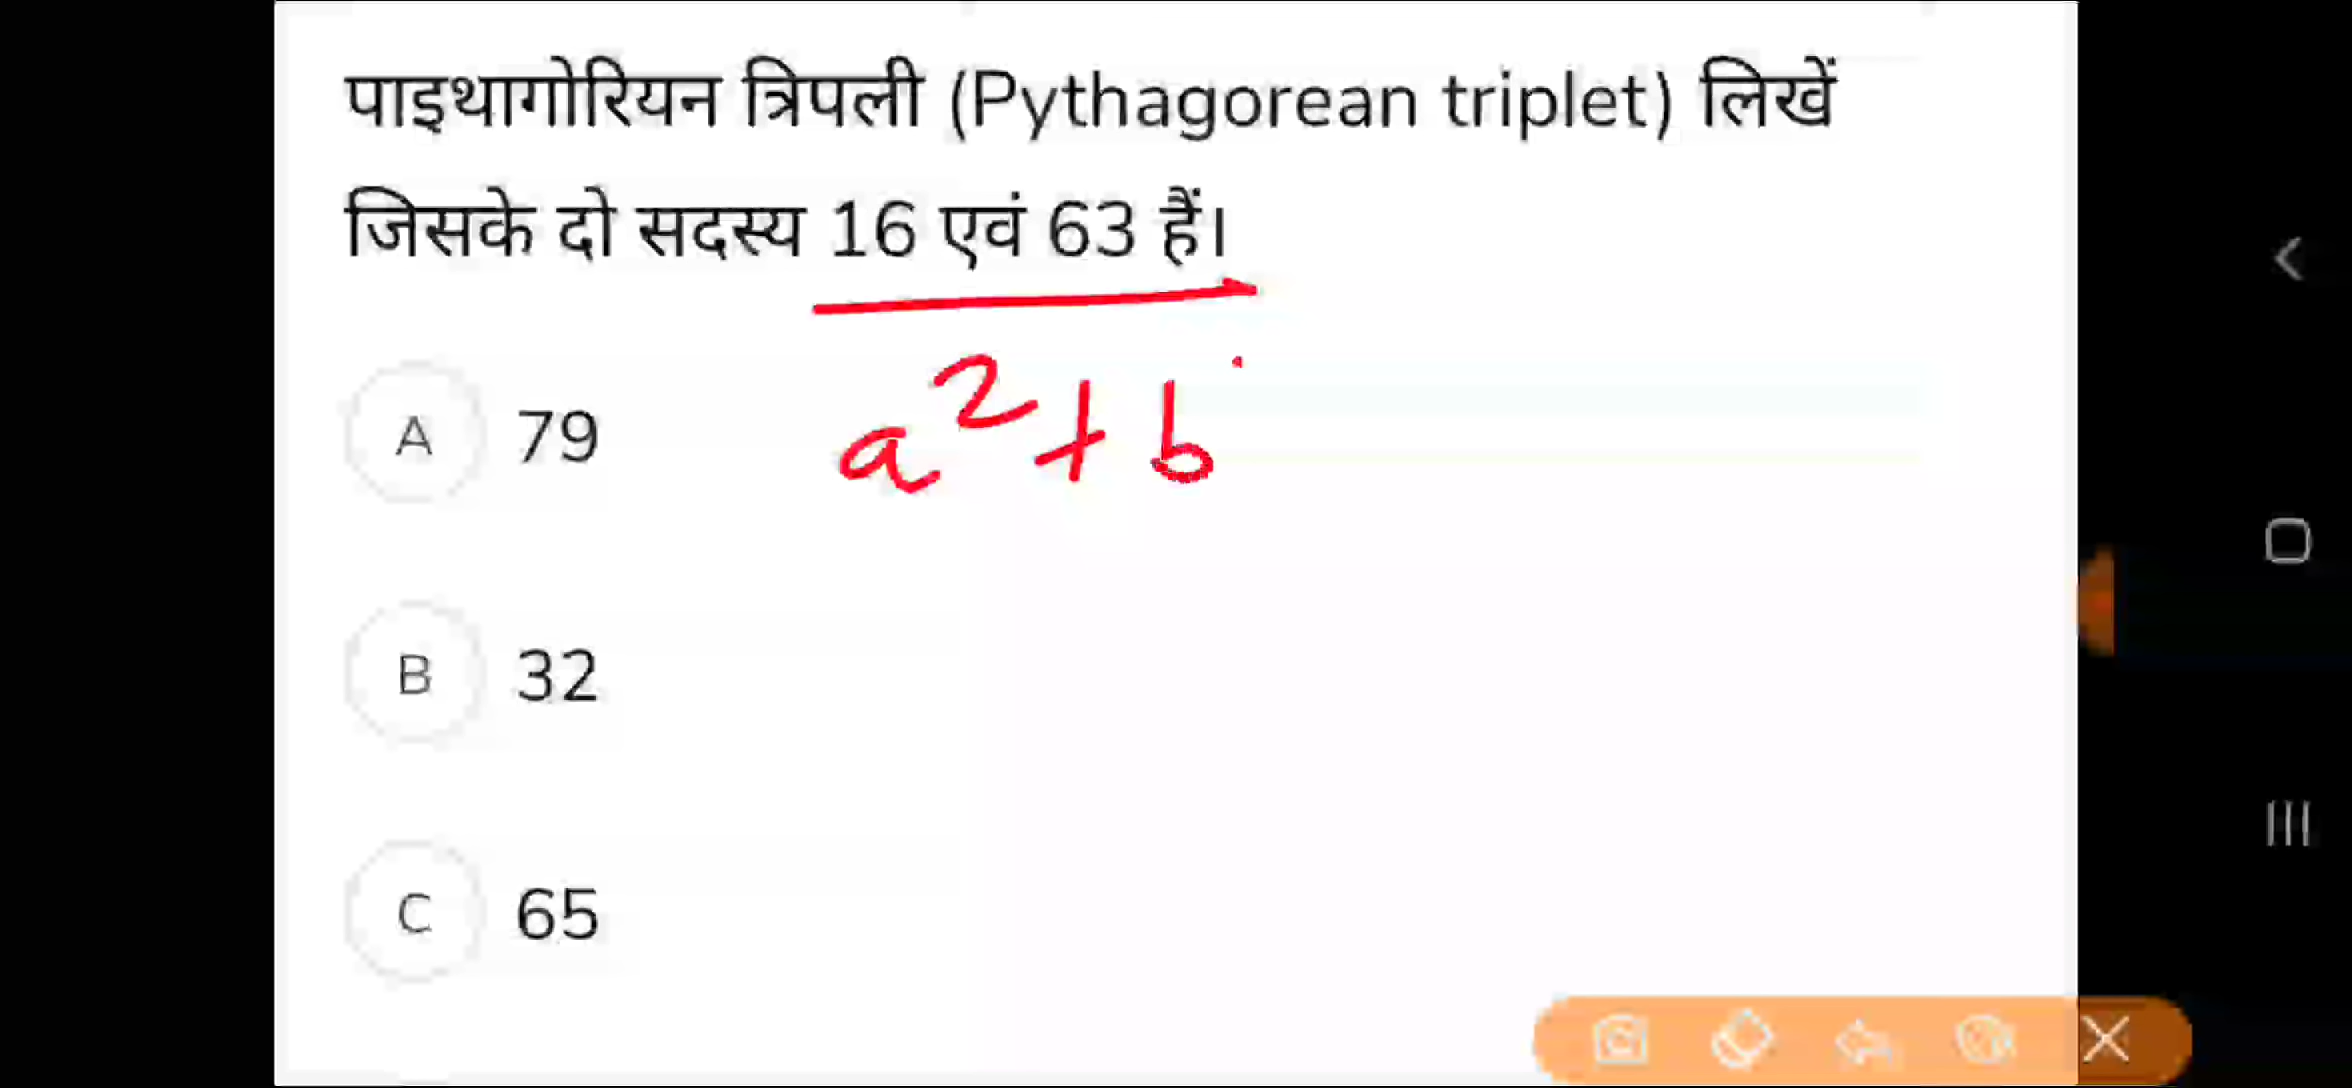 पाइथागोरियन त्रिपली (Pythagorean triplet) लिखें
जिसके दो सदस्य 16 एवं 63 हैं।
a² + b
A 79
B 32
C 65